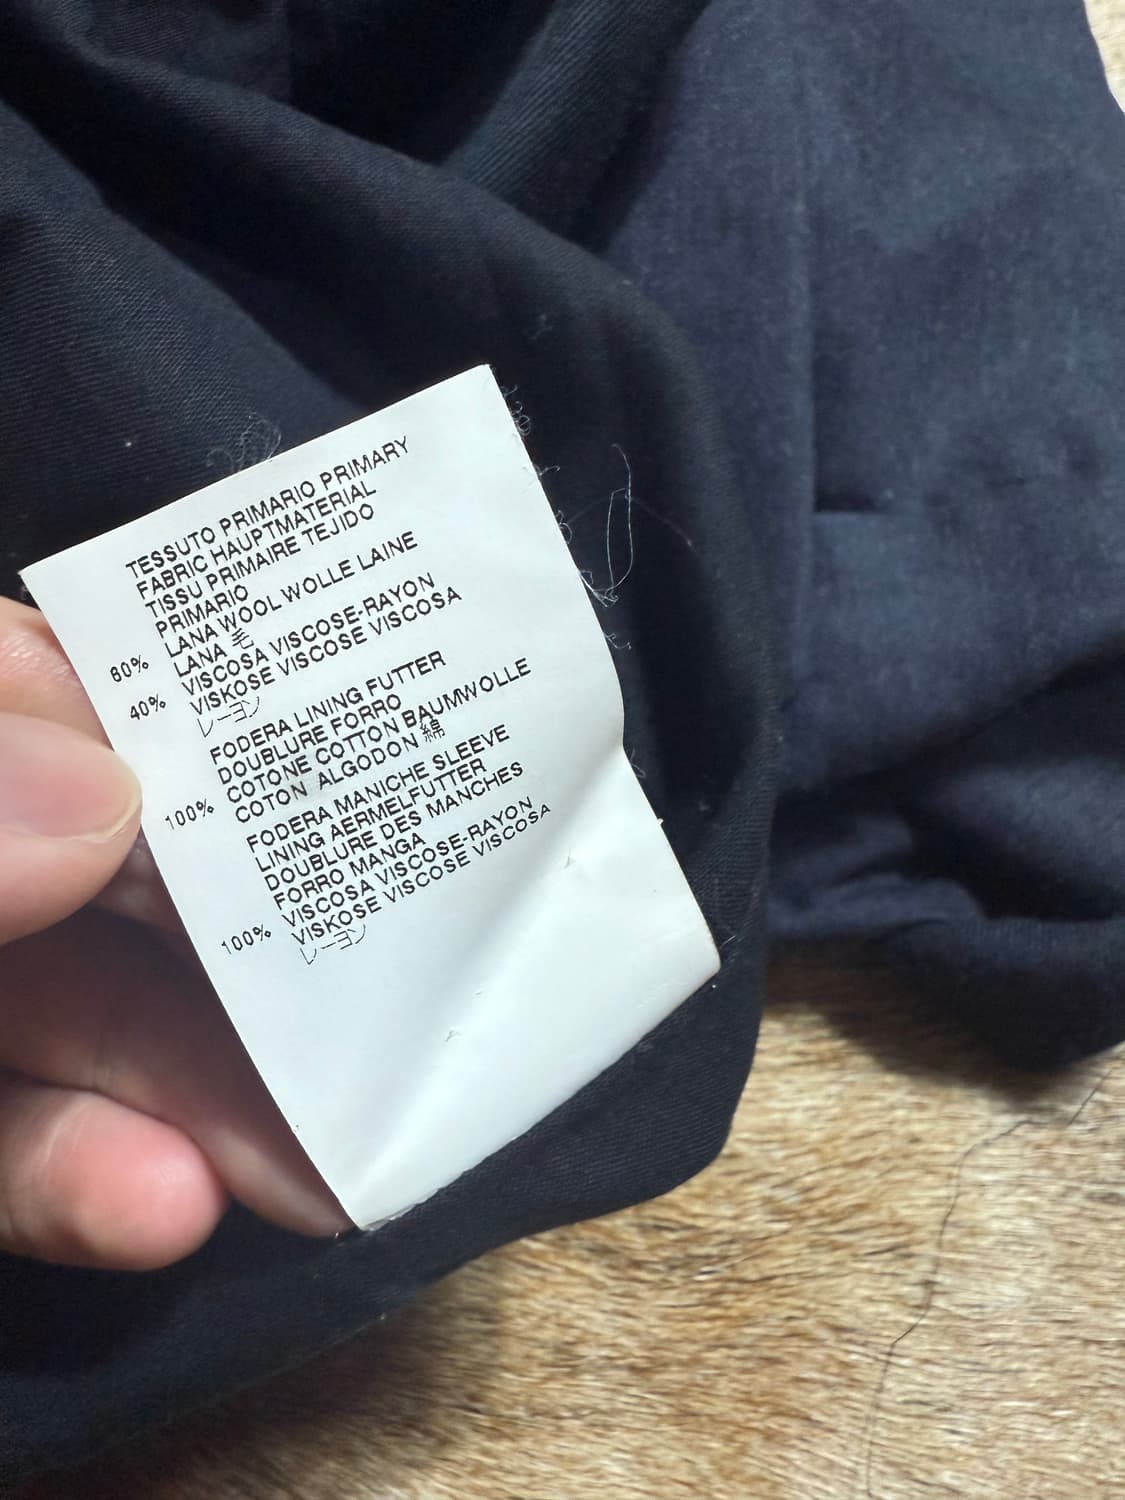 TESSUTO PRIMARIO PRIMARY
FABRIC HAUPTMATERIAL
TISSU PRIMAIRE TEJIDO
PRIMARIO
60% LANA WOOL WOLLE LAINE
LANA 毛
40% VISCOSA VISCOSE-RAYON
VISKOSE VISCOSE VISCOSA
レーヨン
FODERA LINING FUTTER
DOUBLURE FORRO
100% COTONE COTTON BAUMWOLLE
COTON ALGODON 綿
FODERA MANICHE SLEEVE
LINING AERMELFUTTER
DOUBLURE DES MANCHES
FORRO MANGA
100% VISCOSA VISCOSE-RAYON
VISKOSE VISCOSE VISCOSA
レーヨン